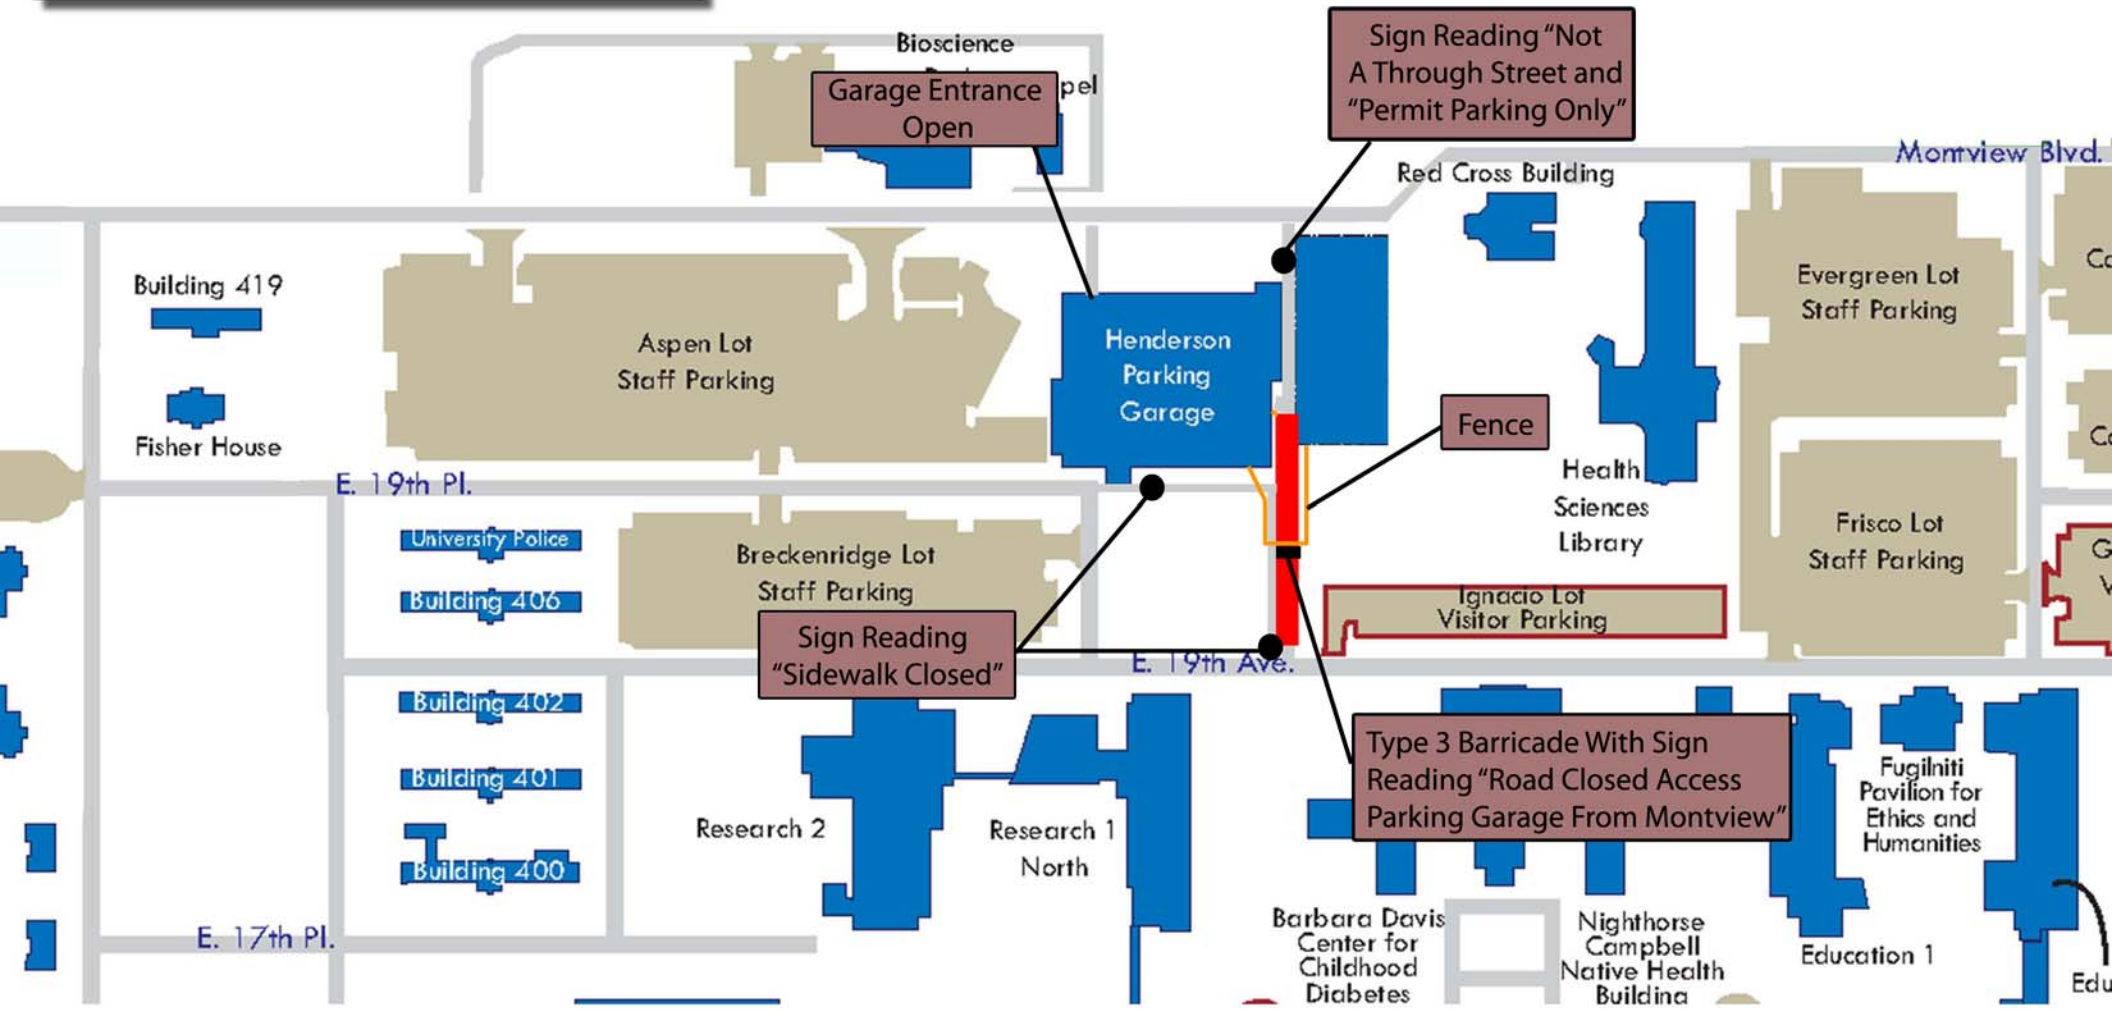 Bioscience
pel
Garage Entrance
Open
Sign Reading “Not
A Through Street and
“Permit Parking Only”
Montview Blvd.
Red Cross Building
Building 419
Fisher House
Aspen Lot
Staff Parking
Henderson
Parking
Garage
Evergreen Lot
Staff Parking
Fence
Health
Sciences
Library
E. 19th Pl.
University Police
Building 406
Breckenridge Lot
Staff Parking
Frisco Lot
Staff Parking
Ignacio Lot
Visitor Parking
Sign Reading
“Sidewalk Closed”
E. 19th Ave.
Building 402
Building 401
Building 400
Type 3 Barricade With Sign
Reading “Road Closed Access
Parking Garage From Montview”
Fugilniti
Pavilion for
Ethics and
Humanities
Research 2
Research 1
North
E. 17th Pl.
Barbara Davis
Center for
Childhood
Diabetes
Nighthorse
Campbell
Native Health
Building
Education 1
Edu